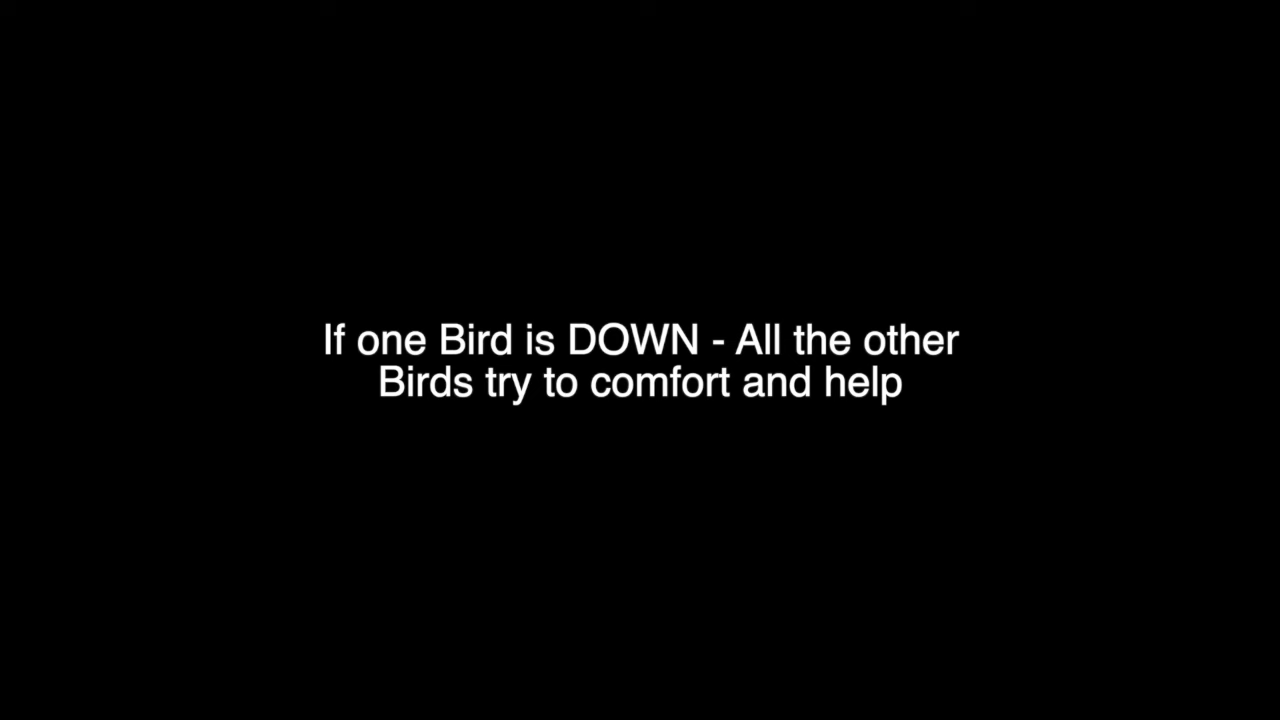 If one Bird is DOWN - All the other
Birds try to comfort and help